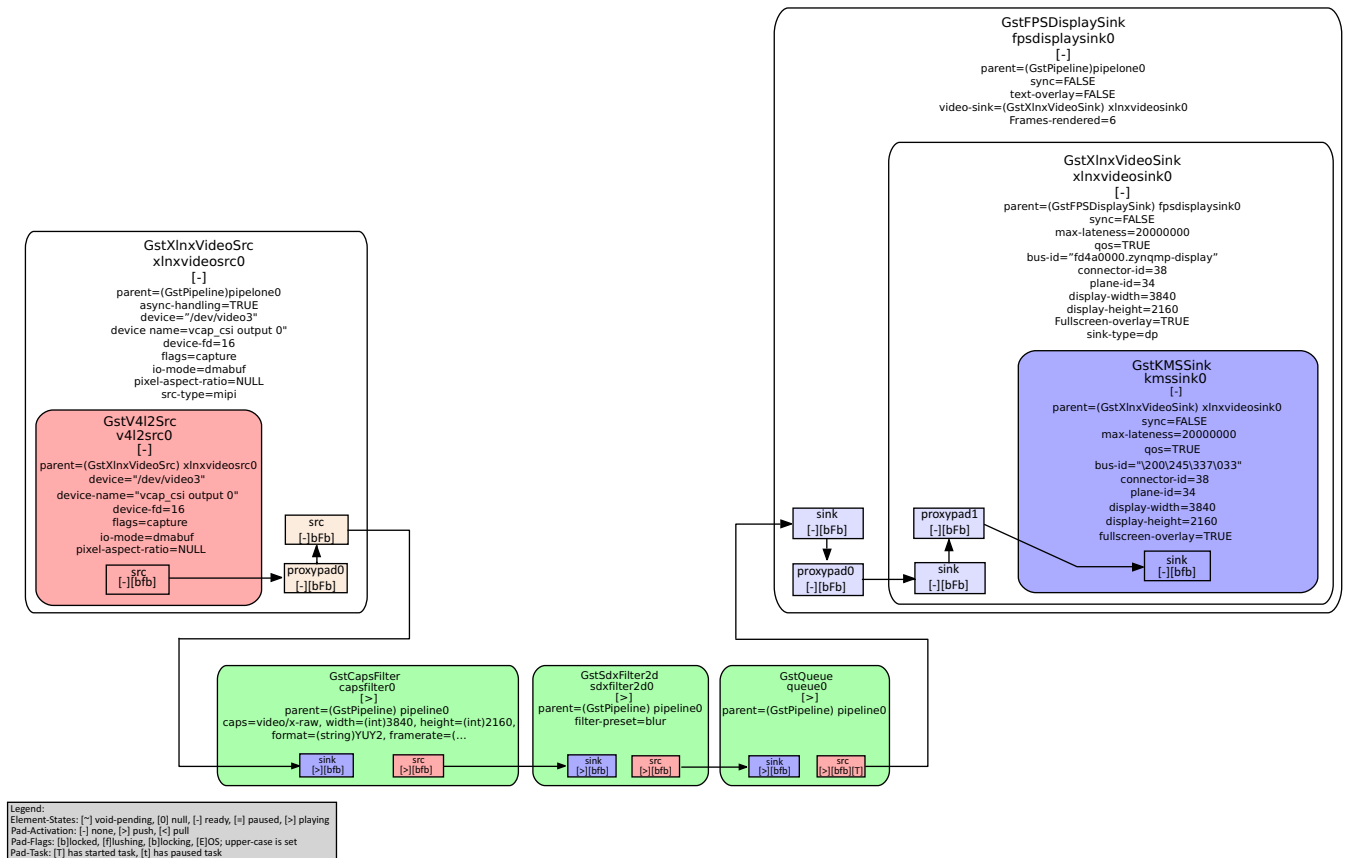 GstFPSDisplaySink
fpsdisplaysink0
[-]
parent=(GstPipeline)pipelone0
sync=FALSE
text-overlay=FALSE
video-sink=(GstXlnxVideoSink) xlnxvideosink0
Frames-rendered=6
GstXlnxVideoSink
xlnxvideosink0
[-]
parent=(GstFPSDisplaySink) fpsdisplaysink0
sync=FALSE
max-lateness=20000000
qos=TRUE
bus-id=”fd4a0000.zynqmp-display”
connector-id=38
plane-id=34
display-width=3840
display-height=2160
Fullscreen-overlay=TRUE
sink-type=dp
GstKMSSink
kmssink0
[-]
parent=(GstXlnxVideoSink) xlnxvideosink0
sync=FALSE
max-lateness=20000000
qos=TRUE
bus-id="\200\245\337\033"
connector-id=38
plane-id=34
display-width=3840
display-height=2160
fullscreen-overlay=TRUE
sink
[-][bfb]
sink
[-][bFb]
proxypad0
[-][bFb]
proxypad1
[-][bFb]
sink
[-][bFb]
GstXlnxVideoSrc
xlnxvideosrc0
[-]
parent=(GstPipeline)pipelone0
async-handling=TRUE
device=”/dev/video3"
device name=vcap_csi output 0"
device-fd=16
flags=capture
io-mode=dmabuf
pixel-aspect-ratio=NULL
src-type=mipi
GstV4l2Src
v4l2src0
[-]
parent=(GstXlnxVideoSrc) xlnxvideosrc0
device="/dev/video3"
device-name="vcap_csi output 0"
device-fd=16
flags=capture
io-mode=dmabuf
pixel-aspect-ratio=NULL
src
[-][bfb]
src
[-]bFb]
proxypad0
[-][bFb]
GstCapsFilter
capsfilter0
[>]
parent=(GstPipeline) pipeline0
caps=video/x-raw, width=(int)3840, height=(int)2160,
format=(string)YUY2, framerate=(...
sink
[>][bfb]
src
[>][bfb]
GstSdxFilter2d
sdxfilter2d0
[>]
parent=(GstPipeline) pipeline0
filter-preset=blur
sink
[>][bfb]
src
[>][bfb]
GstQueue
queue0
[>]
parent=(GstPipeline) pipeline0
sink
[>][bfb]
src
[>][bfb][T]
Legend:
Element-States: [~] void-pending, [0] null, [-] ready, [=] paused, [>] playing
Pad-Activation: [-] none, [>] push, [<] pull
Pad-Flags: [b]locked, [f]lushing, [b]locking, [E]OS; upper-case is set
Pad-Task: [T] has started task, [t] has paused task